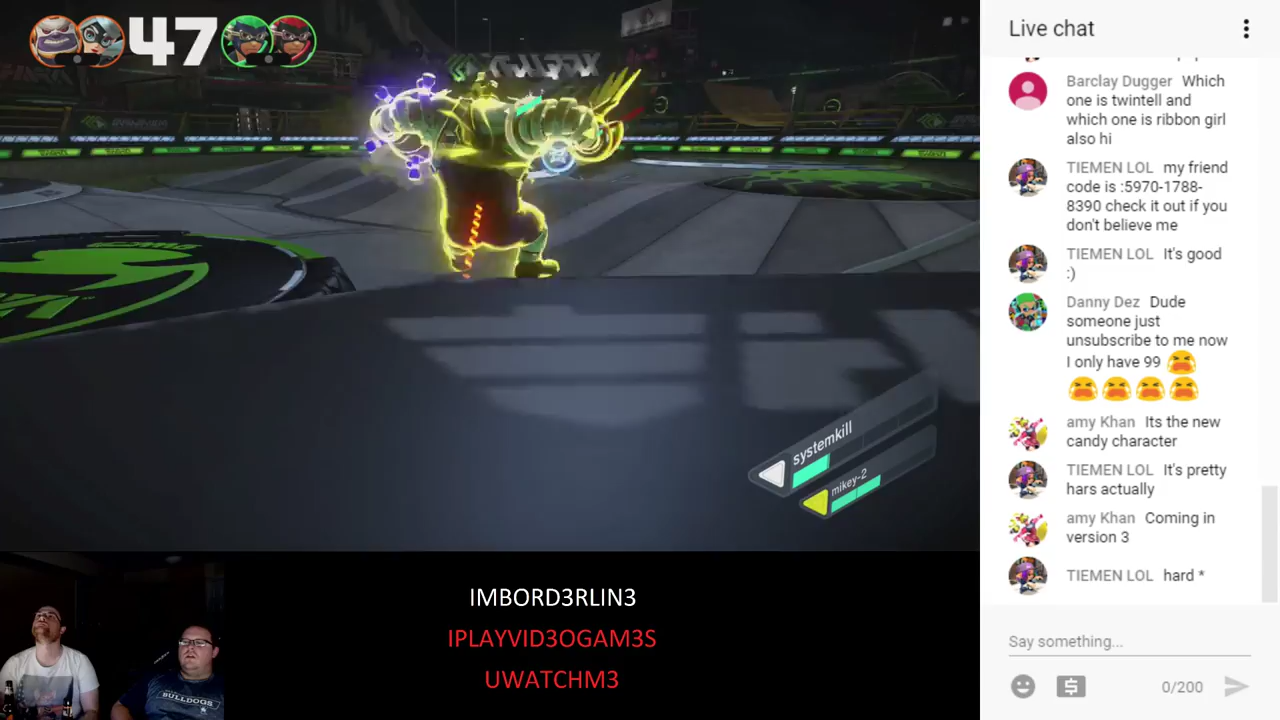 47
systemkill
mikey-2
IMBORD3RLIN3
IPLAYVID3OGAM3S
UWATCHM3
BULLDOGS
Live chat
Barclay Dugger Which
one is twintell and
which one is ribbon girl
also hi
TIEMEN LOL my friend
code is :5970-1788-
8390 check it out if you
don't believe me
TIEMEN LOL It's good
:)
Danny Dez Dude
someone just
unsubscribe to me now
I only have 99 😫
😫😫😫😫
amy Khan Its the new
candy character
TIEMEN LOL It's pretty
hars actually
amy Khan Coming in
version 3
TIEMEN LOL hard *
Say something...
0/200